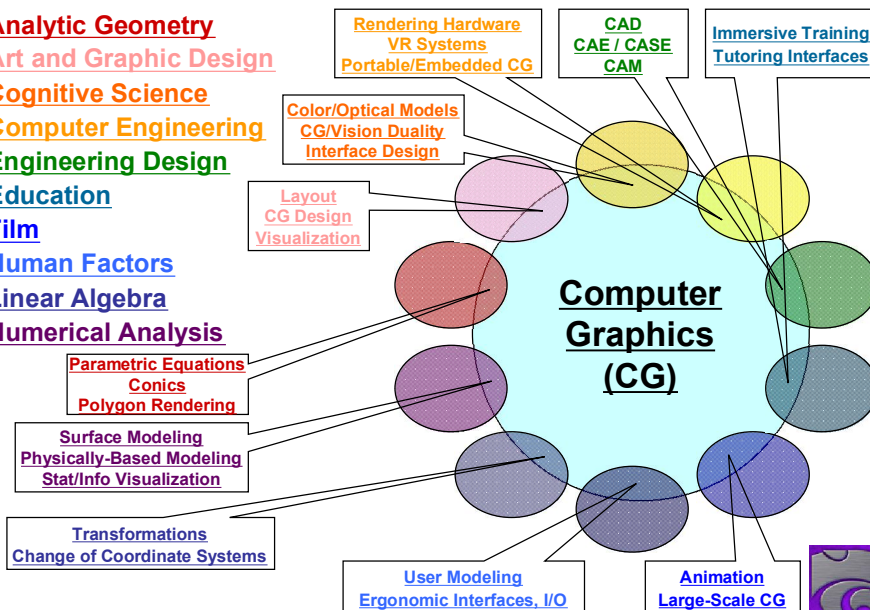 Analytic Geometry
Art and Graphic Design
Cognitive Science
Computer Engineering
Engineering Design
Education
Film
Human Factors
Linear Algebra
Numerical Analysis
Rendering Hardware
VR Systems
Portable/Embedded CG
CAD
CAE / CASE
CAM
Immersive Training
Tutoring Interfaces
Color/Optical Models
CG/Vision Duality
Interface Design
Layout
CG Design
Visualization
Computer
Graphics
(CG)
Parametric Equations
Conics
Polygon Rendering
Surface Modeling
Physically-Based Modeling
Stat/Info Visualization
Transformations
Change of Coordinate Systems
User Modeling
Ergonomic Interfaces, I/O
Animation
Large-Scale CG